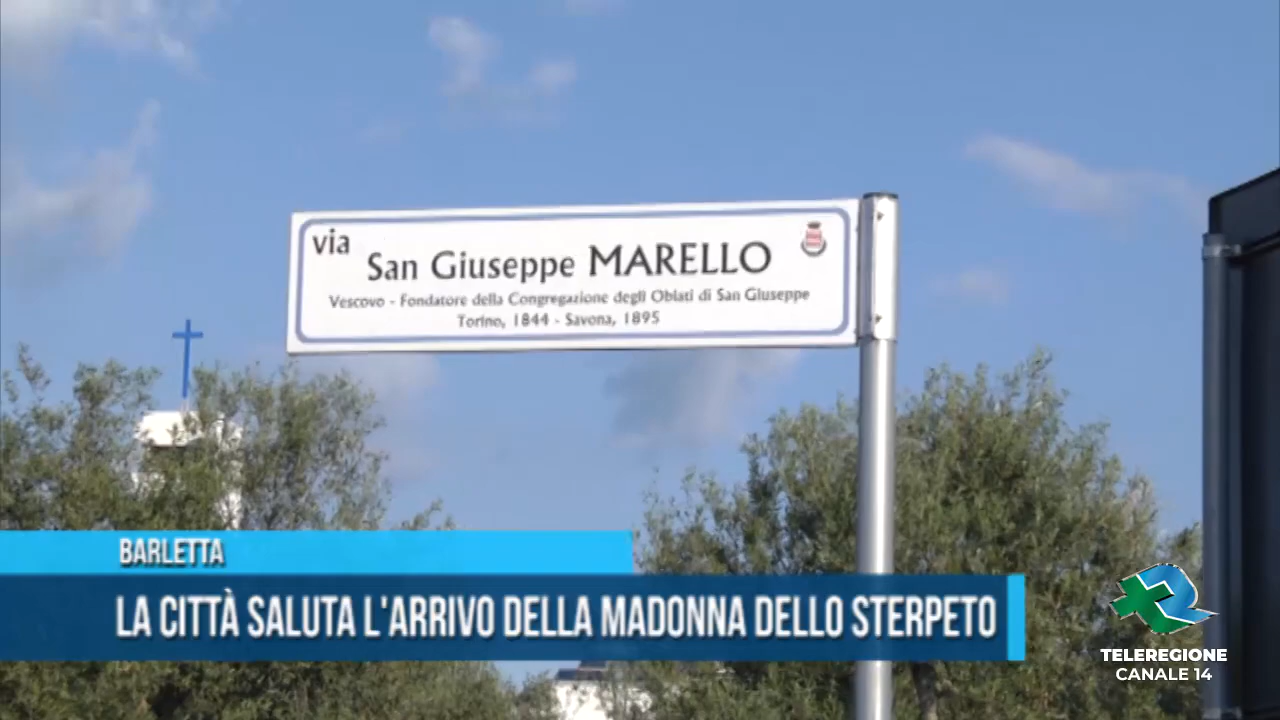 via
San Giuseppe MARELLO
Vescovo - Fondatore della Congregazione degli Oblati di San Giuseppe
Torino, 1844 - Savona, 1895
BARLETTA
LA CITTÀ SALUTA L'ARRIVO DELLA MADONNA DELLO STERPETO
TELEREGIONE
CANALE 14